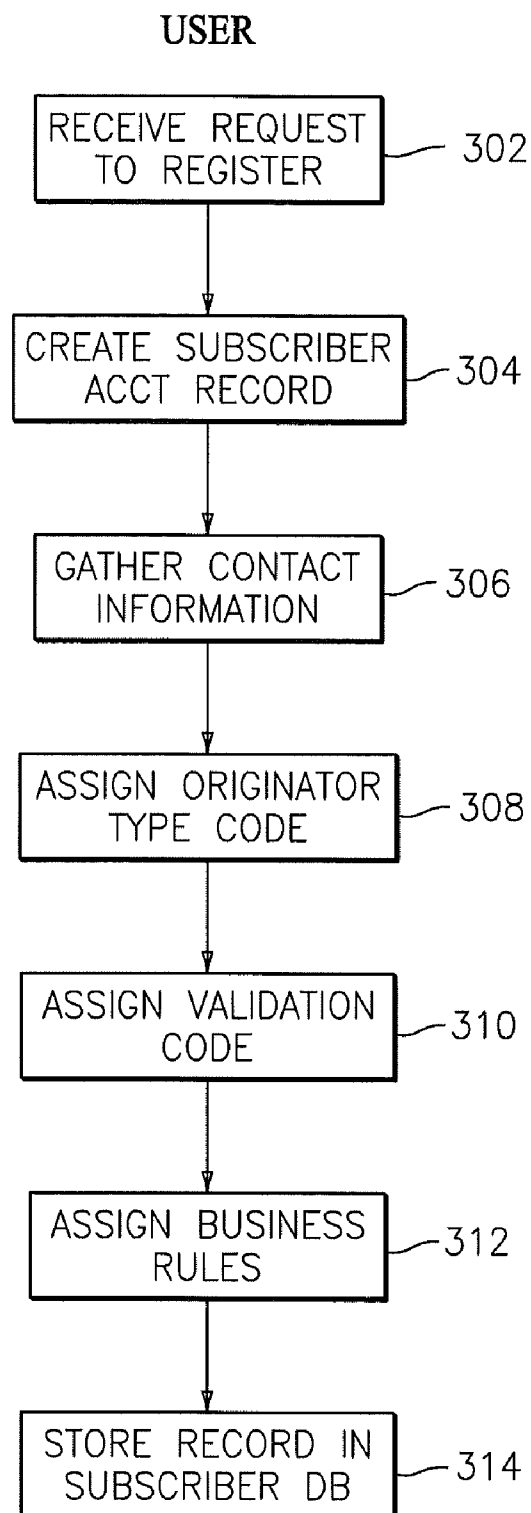 USER
RECEIVE REQUEST
TO REGISTER
302
CREATE SUBSCRIBER
ACCT RECORD
304
GATHER CONTACT
INFORMATION
306
ASSIGN ORIGINATOR
TYPE CODE
308
ASSIGN VALIDATION
CODE
310
ASSIGN BUSINESS
RULES
312
STORE RECORD IN
SUBSCRIBER DB
314